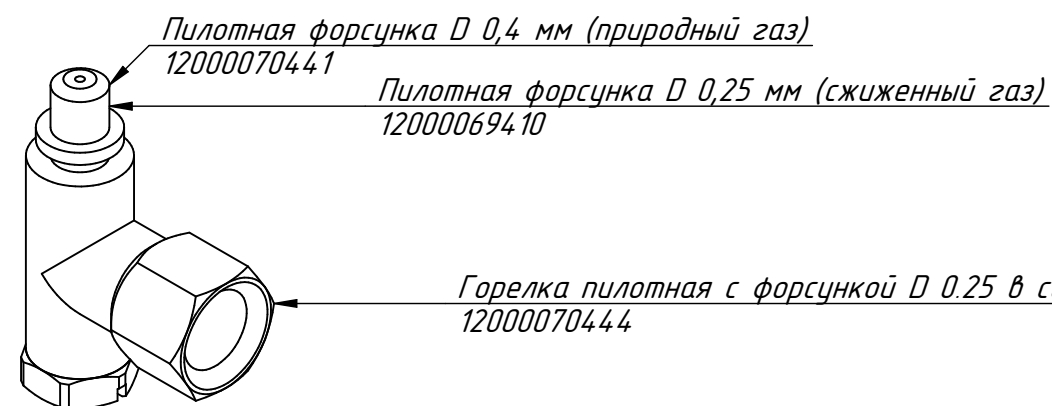 Пилотная форсунка D 0,4 мм (природный газ)
12000070441
Пилотная форсунка D 0,25 мм (сжиженный газ)
12000069410
Горелка пилотная с форсункой D 0.25 в
12000070444